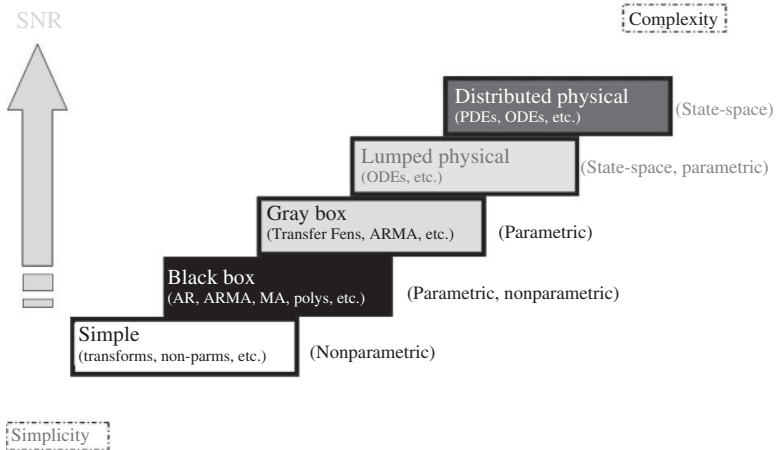 SNR
Complexity
Distributed physical
(PDEs, ODEs, etc.)
(State-space)
Lumped physical
(ODEs, etc.)
(State-space, parametric)
Gray box
(Transfer Fens, ARMA, etc.)
(Parametric)
Black box
(AR, ARMA, MA, polys, etc.)
(Parametric, nonparametric)
Simple
(transforms, non-parms, etc.)
(Nonparametric)
Simplicity